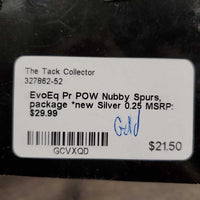 The Tack Collector
327862-52
EvoEq Pr POW Nubby Spurs,
package *new Silver 0.25 MSRP:
$29.99
Gold
GCVXQD
$21.50